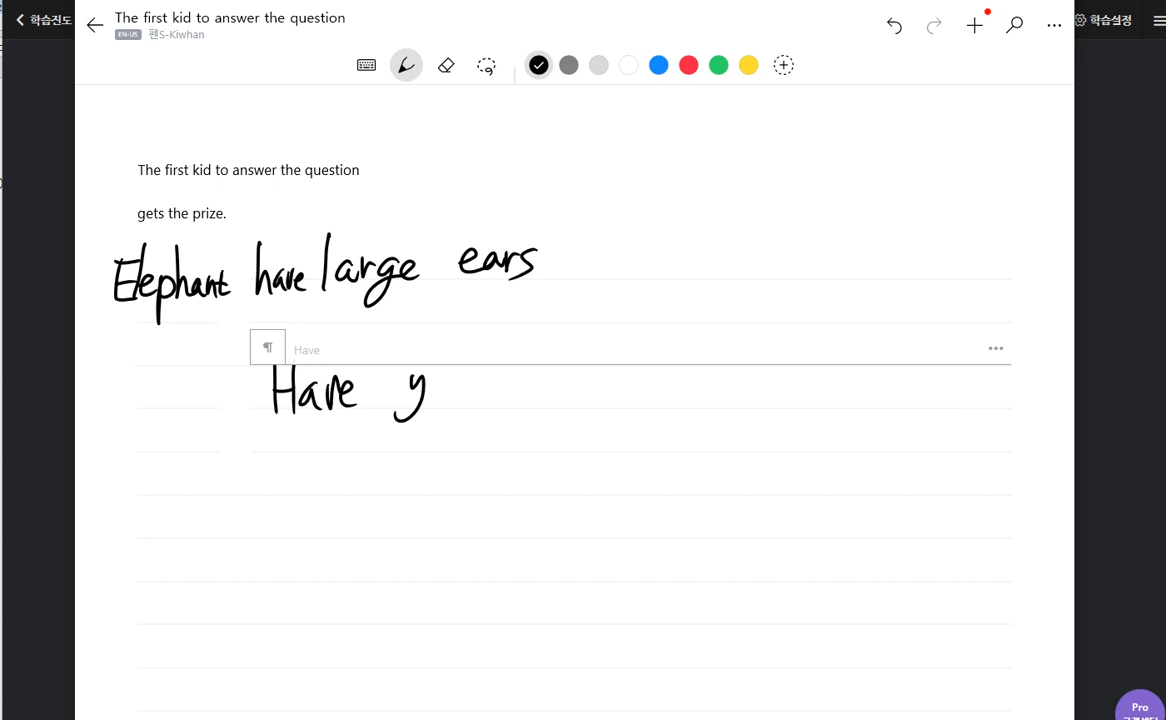 학습진도
The first kid to answer the question
EN-US 펜S-Kiwhan
학습설정
The first kid to answer the question
gets the prize.
Elephant have large ears
¶ Have
Have y
Pro